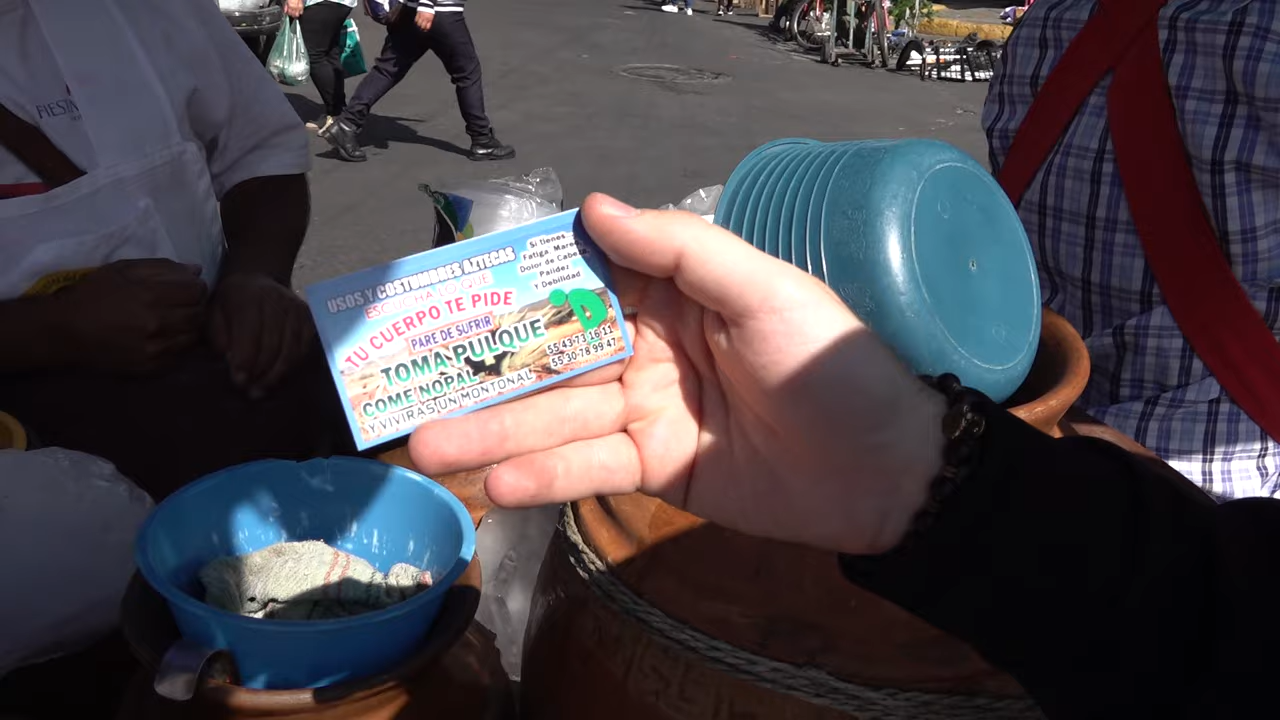 USOS Y COSTUMBRES AZTECAS
ESCUCHA LO QUE
TU CUERPO TE PIDE
PARE DE SUFRIR
TOMA PULQUE
COME NOPAL
Y VIVIRAS UN MONTONAL
Si tienes
Fatiga, Mareo
Dolor de Cabeza
Palidez
Y Debilidad
55 43 73 16 11
55 30 78 99 47